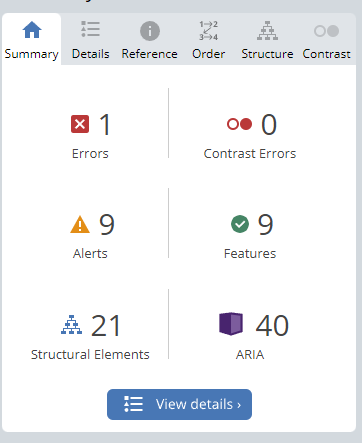 Summary Details Reference Order Structure Contrast
1 0
Errors Contrast Errors
9 9
Alerts Features
21 40
Structural Elements ARIA
View details ›